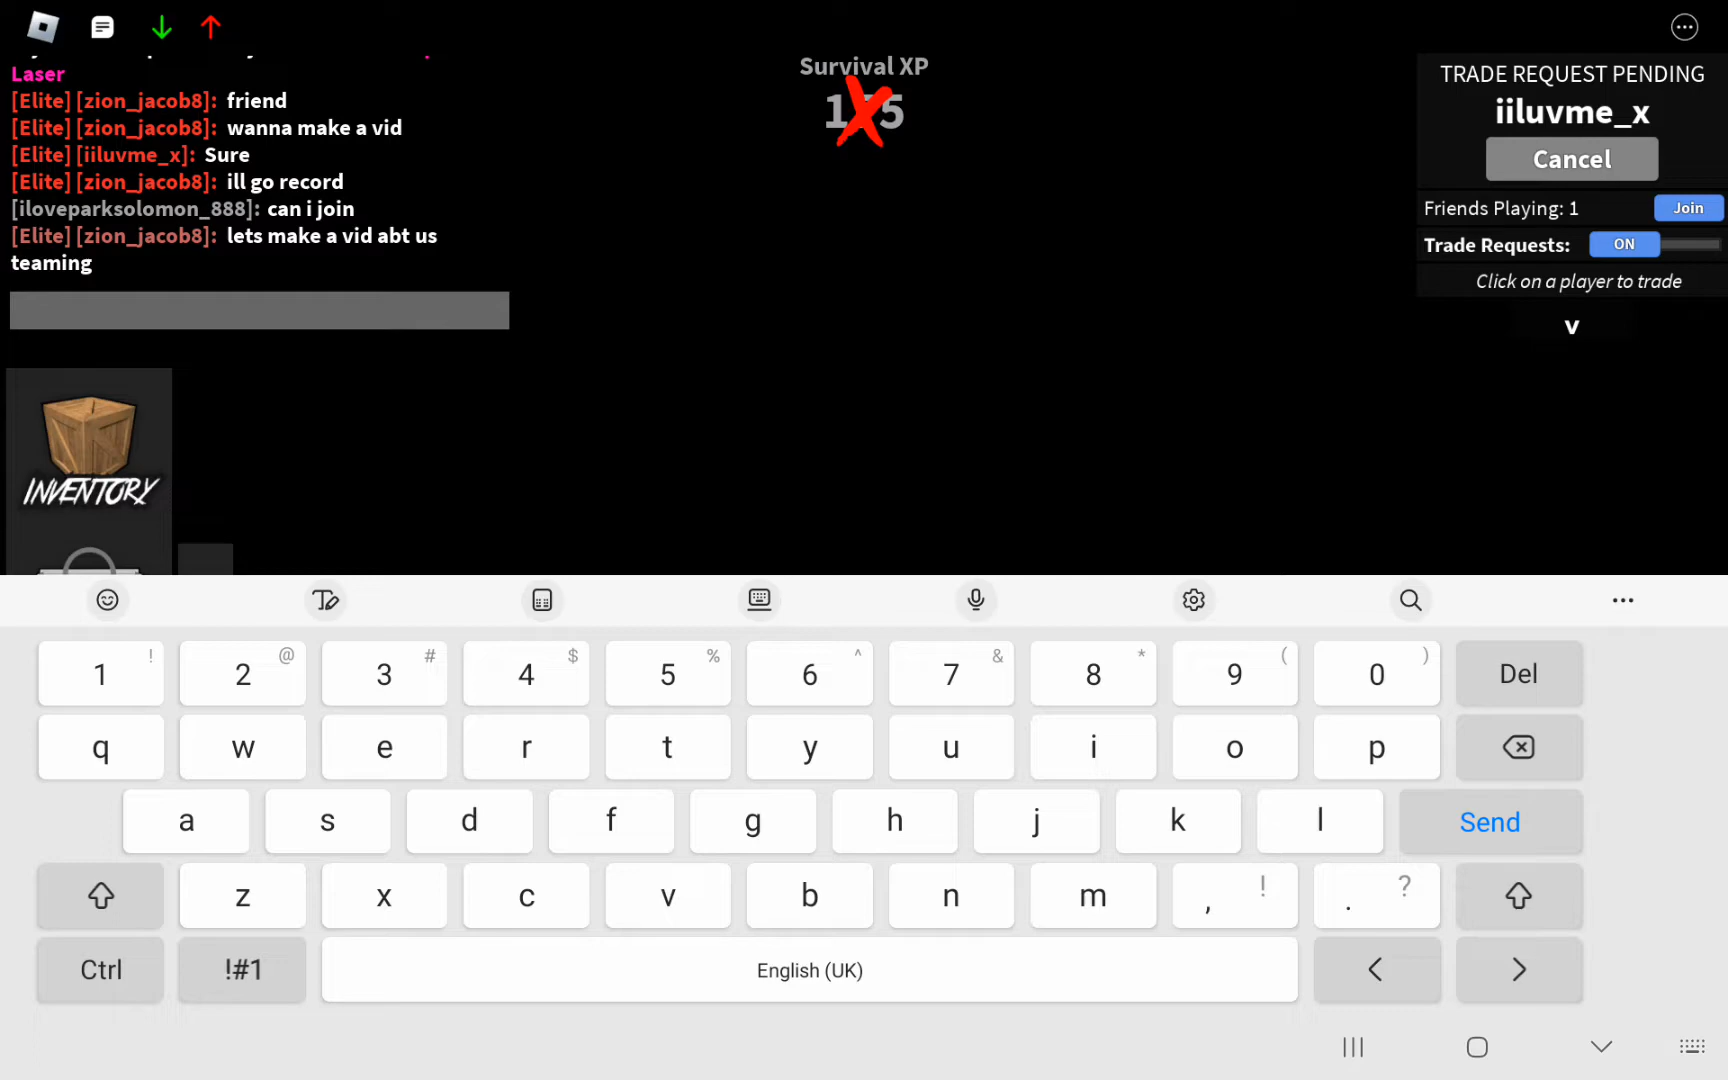 Laser
[Elite] [zion_jacob8]: friend
[Elite] [zion_jacob8]: wanna make a vid
[Elite] [iiluvme_x]: Sure
[Elite] [zion_jacob8]: ill go record
[iloveparksolomon_888]: can i join
[Elite] [zion_jacob8]: lets make a vid abt us
teaming
Survival XP
TRADE REQUEST PENDING
iiluvme_x
Cancel
Friends Playing: 1 Join
Trade Requests: ON
Click on a player to trade
v
INVENTORY
! @ # $ % ^ & * ( )
1 2 3 4 5 6 7 8 9 0 Del
q w e r t y u i o p
a s d f g h j k l Send
z x c v b n m , ! . ?
Ctrl !#1 English (UK) < >